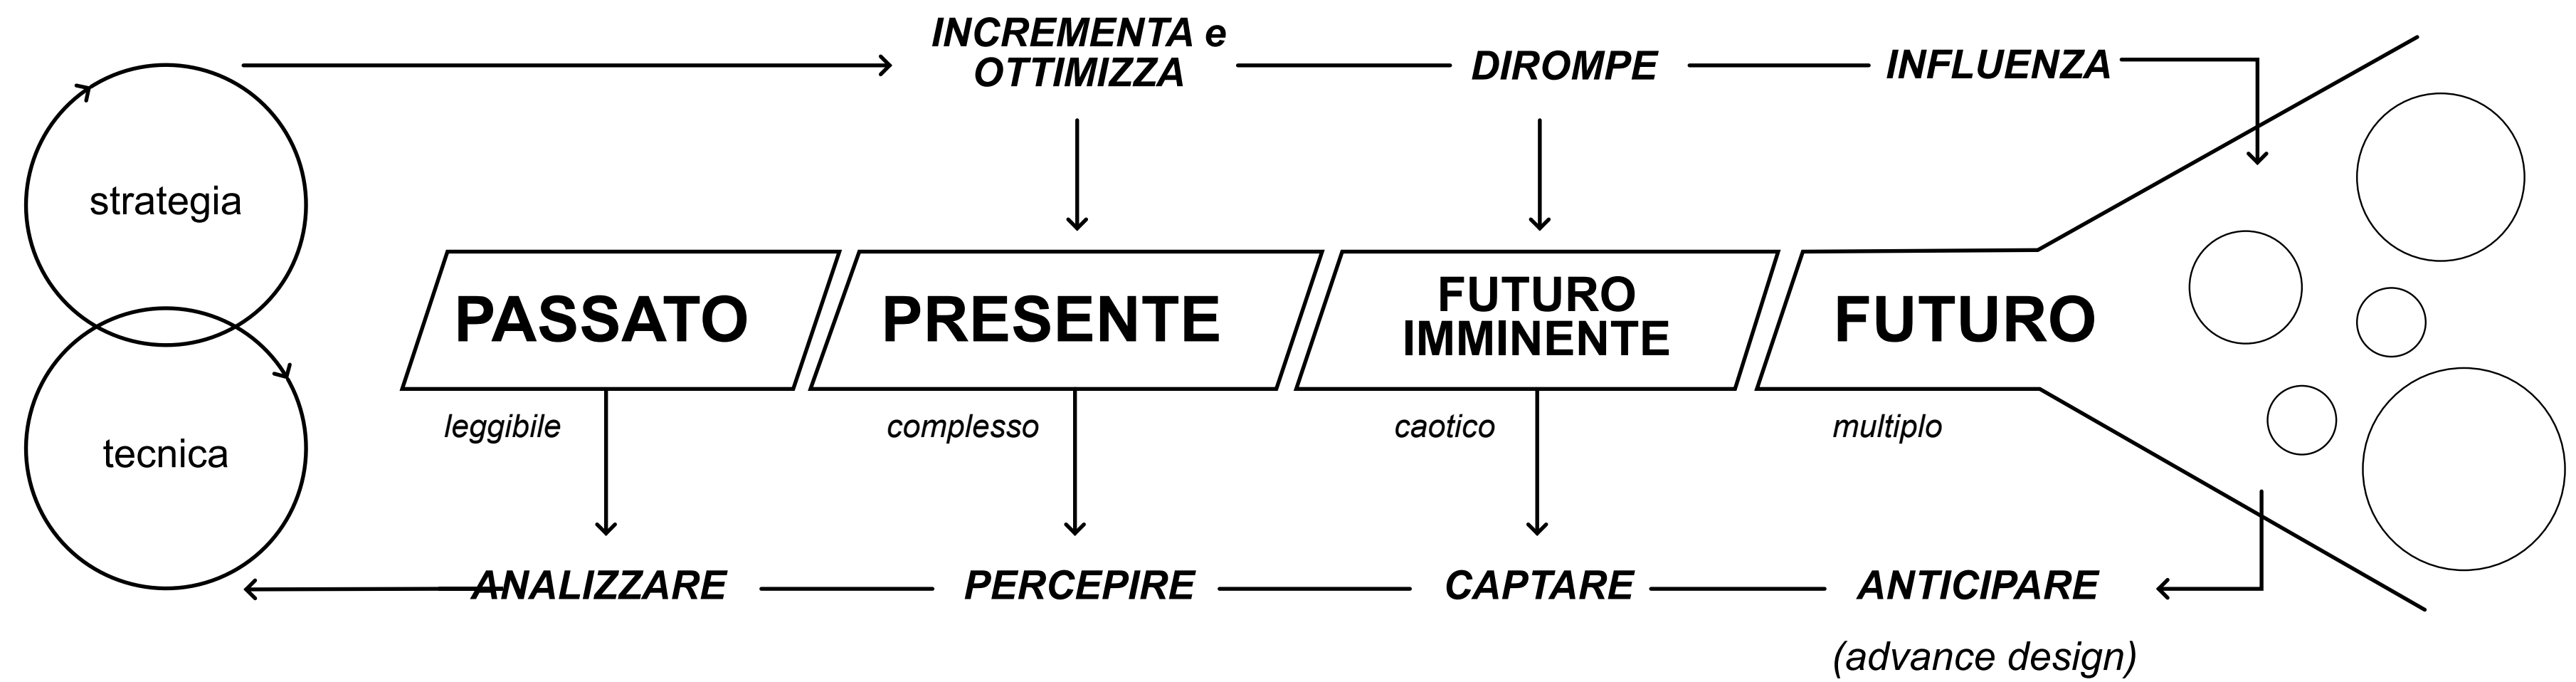 INCREMENTA e
OTTIMIZZA
DIROMPE
INFLUENZA
strategia
tecnica
PASSATO
PRESENTE
FUTURO
IMMINENTE
FUTURO
leggibile
complesso
caotico
multiplo
ANALIZZARE
PERCEPIRE
CAPTARE
ANTICIPARE
(advance design)